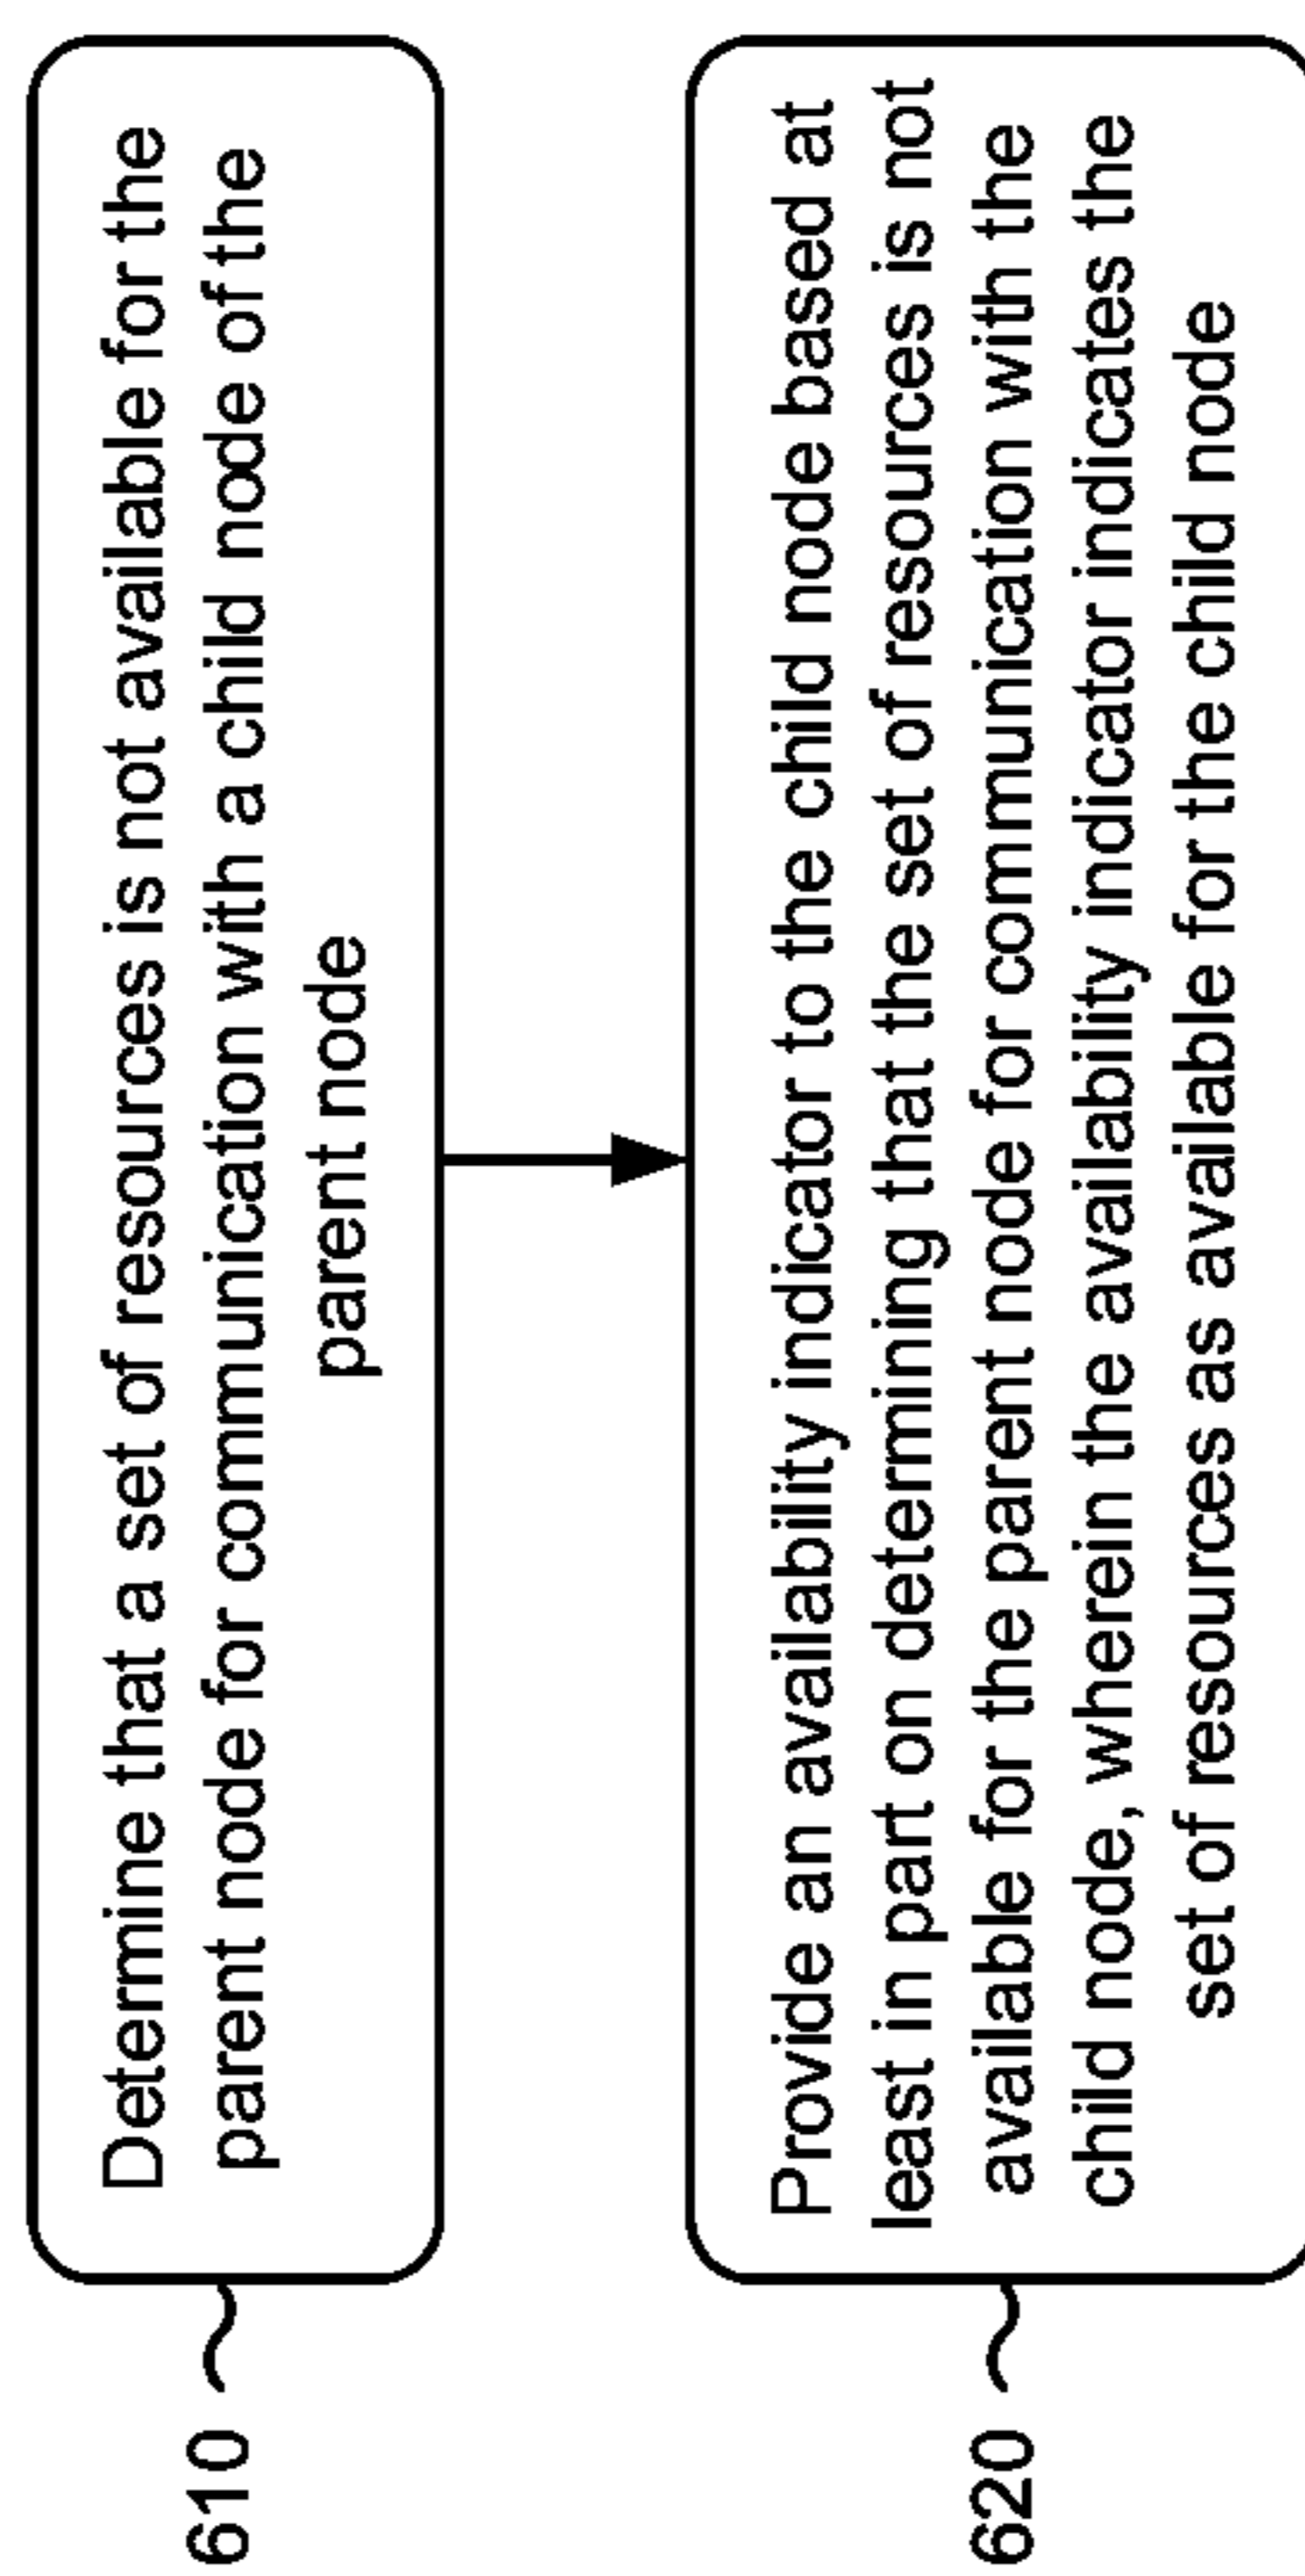 610
Determine that a set of resources is not available for the
parent node for communication with a child node of the
parent node
620
Provide an availability indicator to the child node based at
least in part on determining that the set of resources is not
available for the parent node for communication with the
child node, wherein the availability indicator indicates the
set of resources as available for the child node